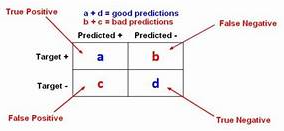 True Positive
a + d = good predictions
b + c = bad predictions
False Negative
Predicted +
Predicted -
Target +
a
b
Target -
c
d
False Positive
True Negative